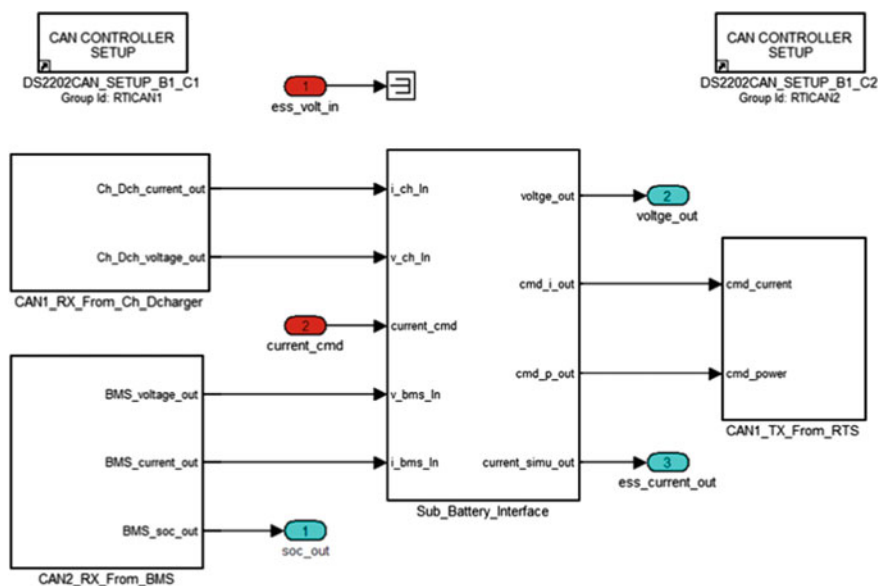 CAN CONTROLLER
SETUP
DS2202CAN_SETUP_B1_C1
Group Id: RTICAN1
1
ess_volt_in
CAN CONTROLLER
SETUP
DS2202CAN_SETUP_B1_C2
Group Id: RTICAN2
Ch_Dch_current_out
Ch_Dch_voltage_out
CAN1_RX_From_Ch_Dcharger
2
current_cmd
BMS_voltage_out
BMS_current_out
BMS_soc_out
CAN2_RX_From_BMS
1
soc_out
i_ch_In
v_ch_In
current_cmd
v_bms_In
i_bms_In
voltge_out
cmd_i_out
cmd_p_out
current_simu_out
Sub_Battery_Interface
2
voltge_out
cmd_current
cmd_power
CAN1_TX_From_RTS
3
ess_current_out